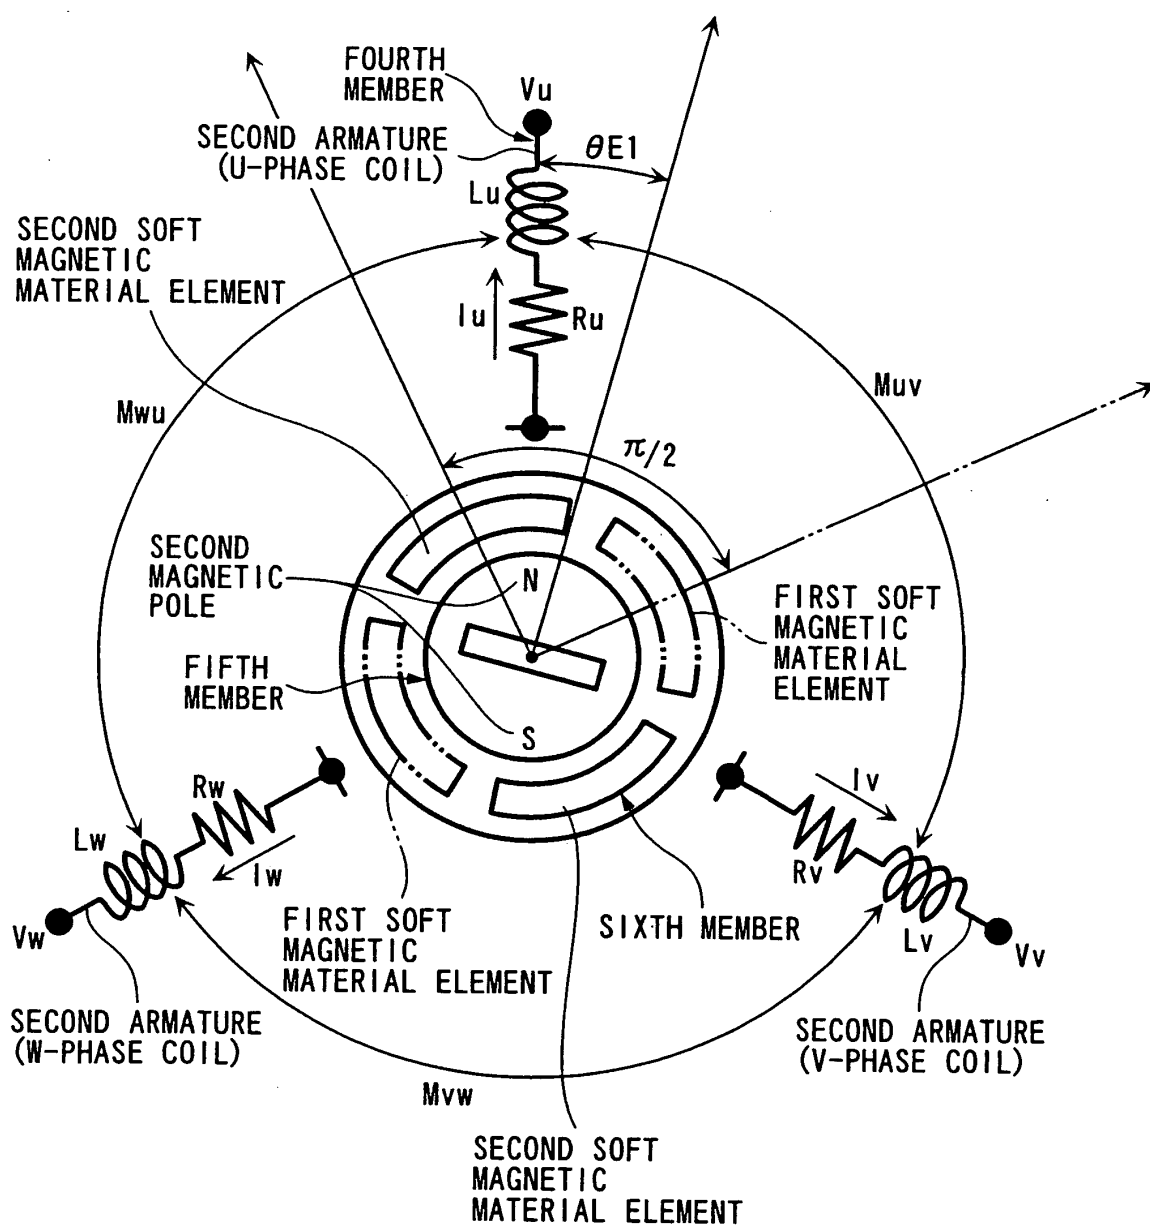 FOURTH
MEMBER
Vu
SECOND ARMATURE
(U-PHASE COIL)
θE1
Lu
SECOND SOFT
MAGNETIC
MATERIAL ELEMENT
Iu
Ru
Mwu
Muv
π/2
SECOND
MAGNETIC
POLE
N
FIRST SOFT
MAGNETIC
MATERIAL
ELEMENT
FIFTH
MEMBER
S
Rw
Iv
Lw
Iw
Rv
Vw
FIRST SOFT
MAGNETIC
MATERIAL ELEMENT
SIXTH MEMBER
Lv
Vv
SECOND ARMATURE
(W-PHASE COIL)
SECOND ARMATURE
(V-PHASE COIL)
Mvw
SECOND SOFT
MAGNETIC
MATERIAL ELEMENT